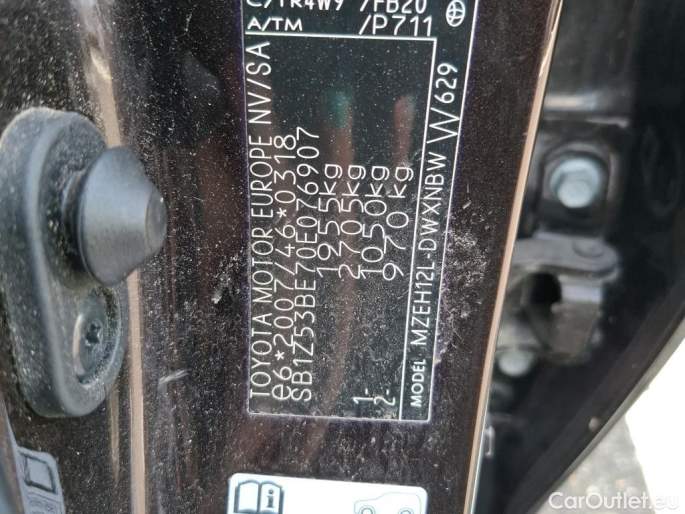 TOYOTA MOTOR EUROPE NV/SA
e6*2007/46*0318
SB1Z53BE70E076907
1955kg
2705kg
1- 1050kg
2- 970kg
MODEL MZEH12L-DWXNBW W629
C/TR4W9 /FB20
A/TM /P711
i
CarOutlet.eu